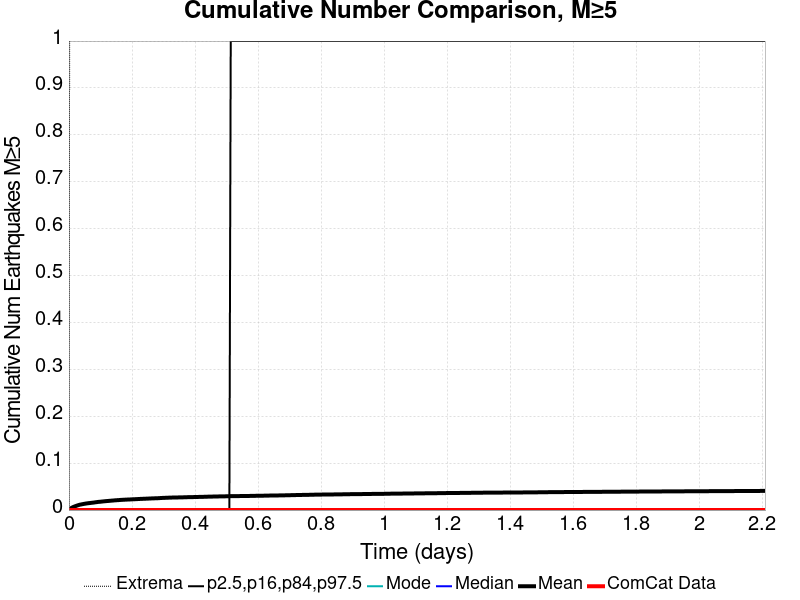 Cumulative Number Comparison, M≥5
Cumulative Num Earthquakes M≥5
1
0.9
0.8
0.7
0.6
0.5
0.4
0.3
0.2
0.1
0
0 0.2 0.4 0.6 0.8 1 1.2 1.4 1.6 1.8 2 2.2
Time (days)
Extrema p2.5,p16,p84,p97.5 Mode Median Mean ComCat Data